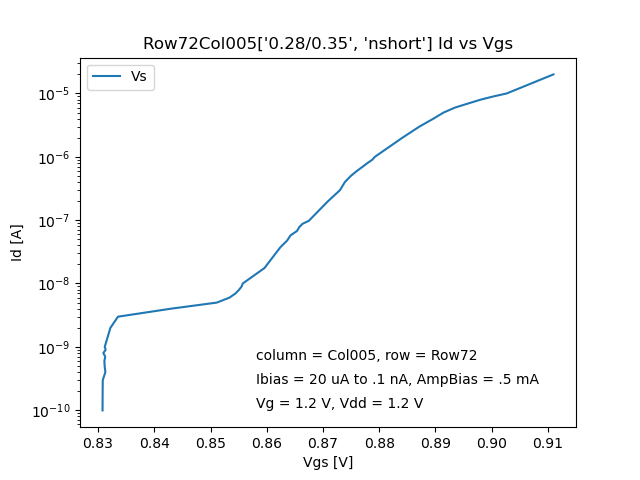 Row72Col005['0.28/0.35', 'nshort'] Id vs Vgs
Vs
10⁻⁵
10⁻⁶
10⁻⁷
10⁻⁸
10⁻⁹
10⁻¹⁰
Id [A]
column = Col005, row = Row72
Ibias = 20 uA to .1 nA, AmpBias = .5 mA
Vg = 1.2 V, Vdd = 1.2 V
0.83 0.84 0.85 0.86 0.87 0.88 0.89 0.90 0.91
Vgs [V]